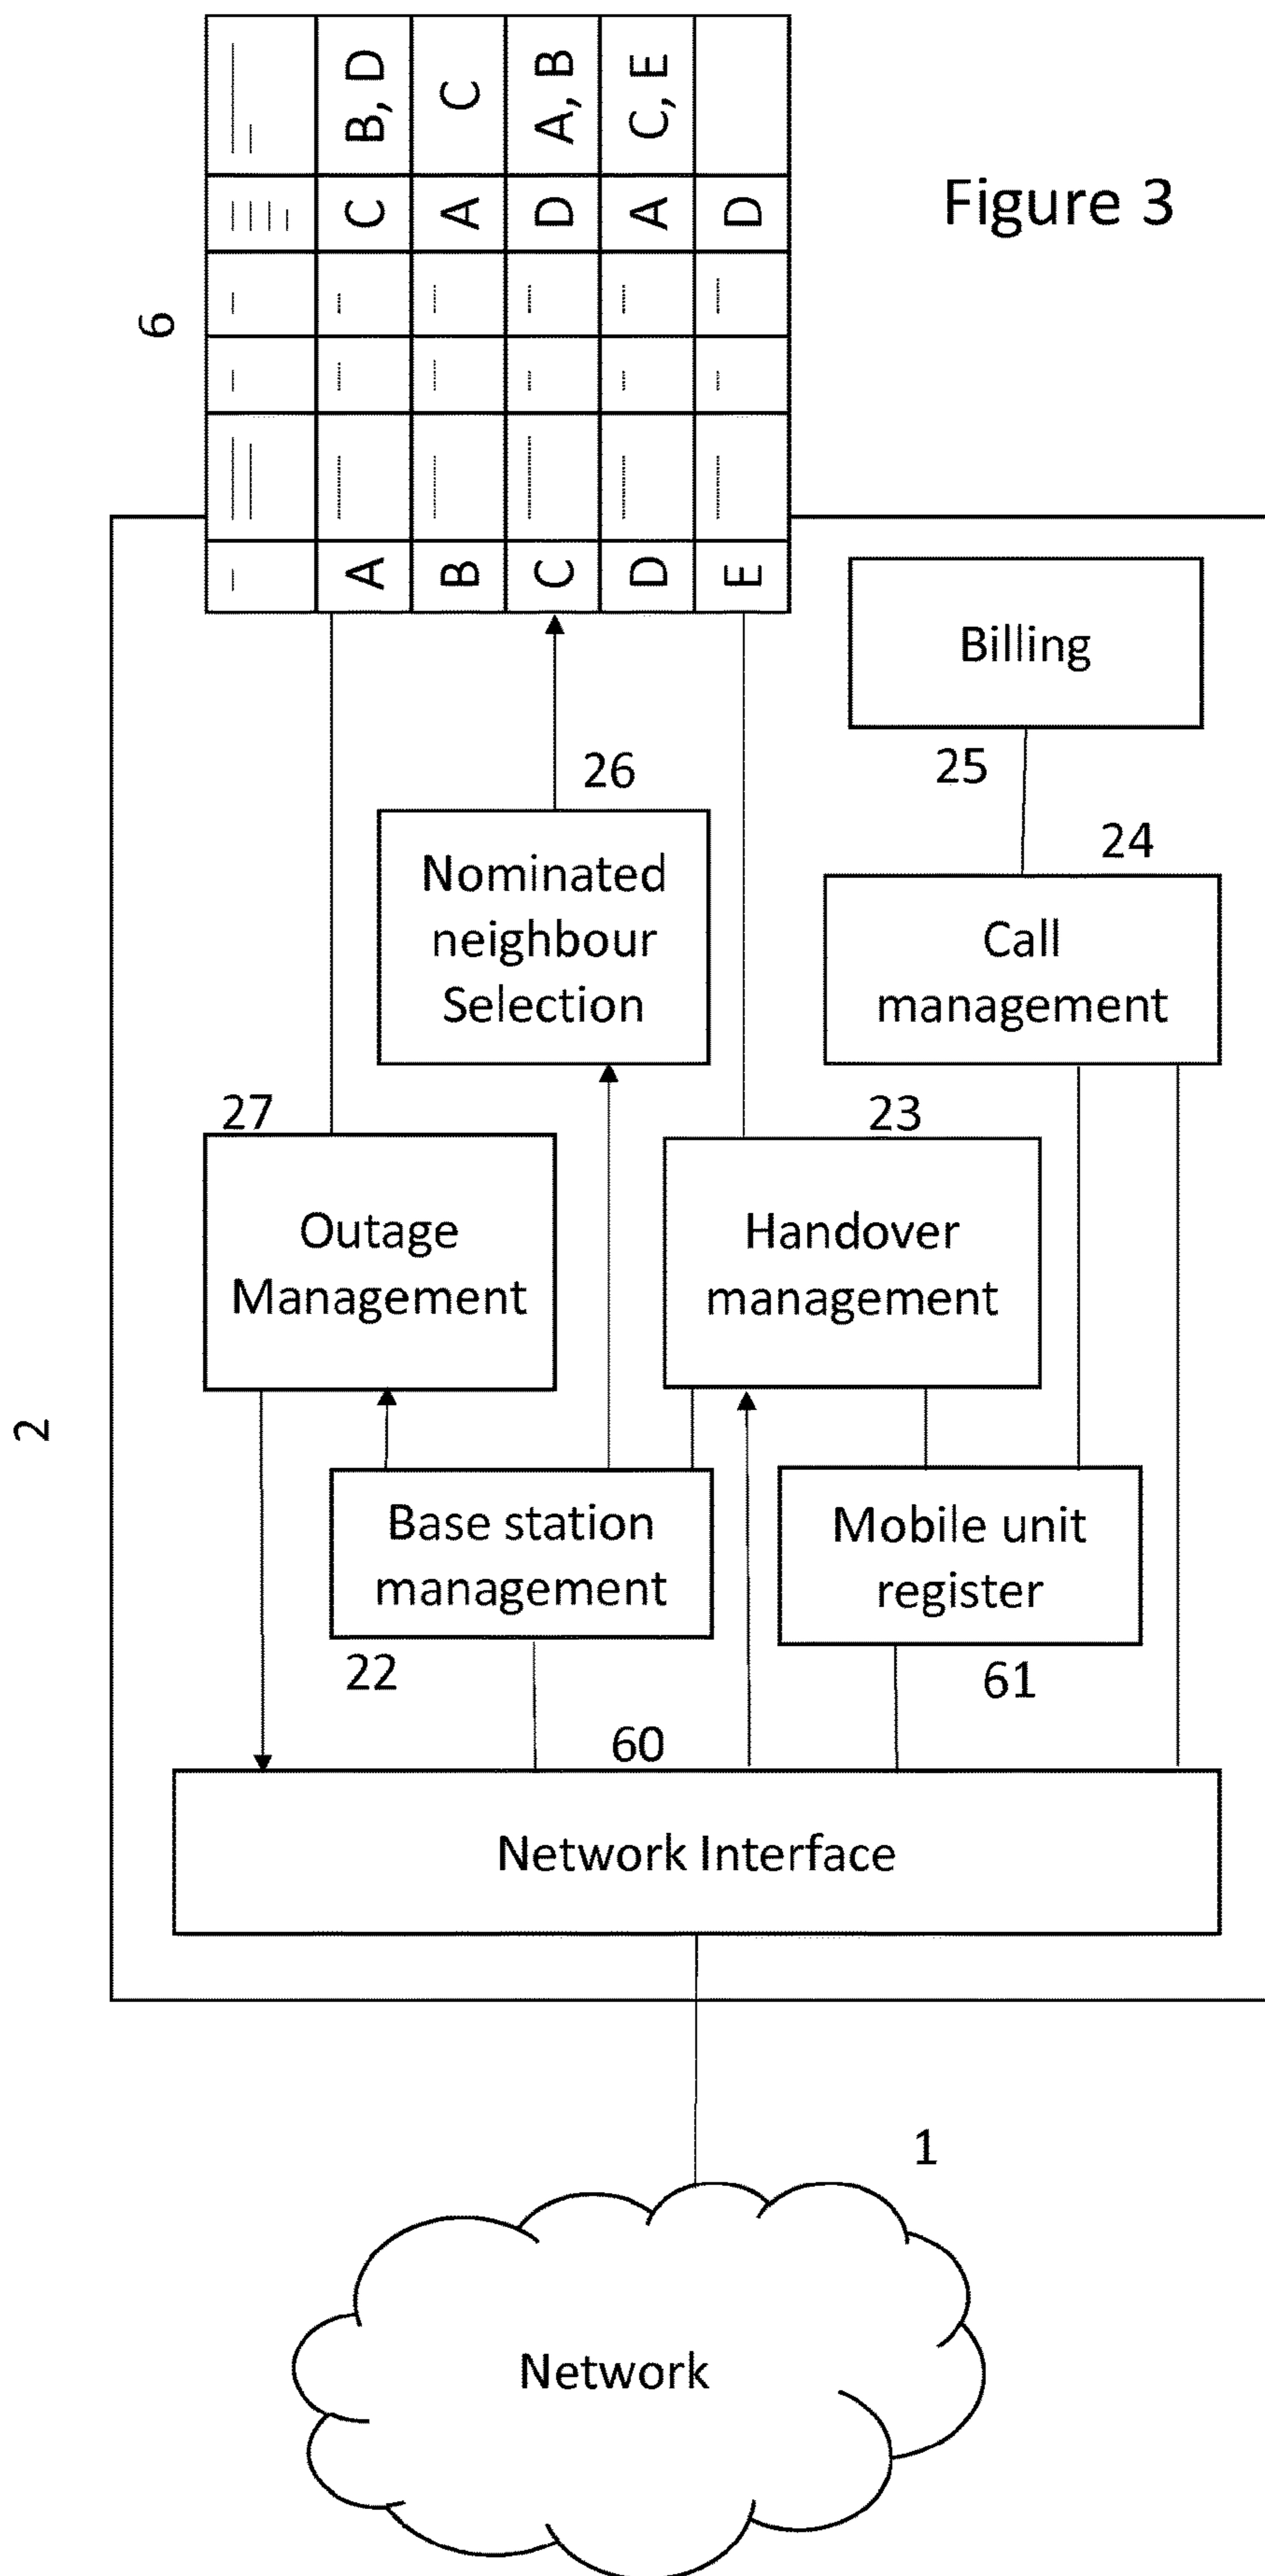 6
B, D
C
A, B
C, E
C
A
D
A
D
A
B
C
D
E
Figure 3
Billing
25
26
Nominated
neighbour
Selection
24
Call
management
27
Outage
Management
23
Handover
management
2
Base station
management
22
Mobile unit
register
61
60
Network Interface
1
Network